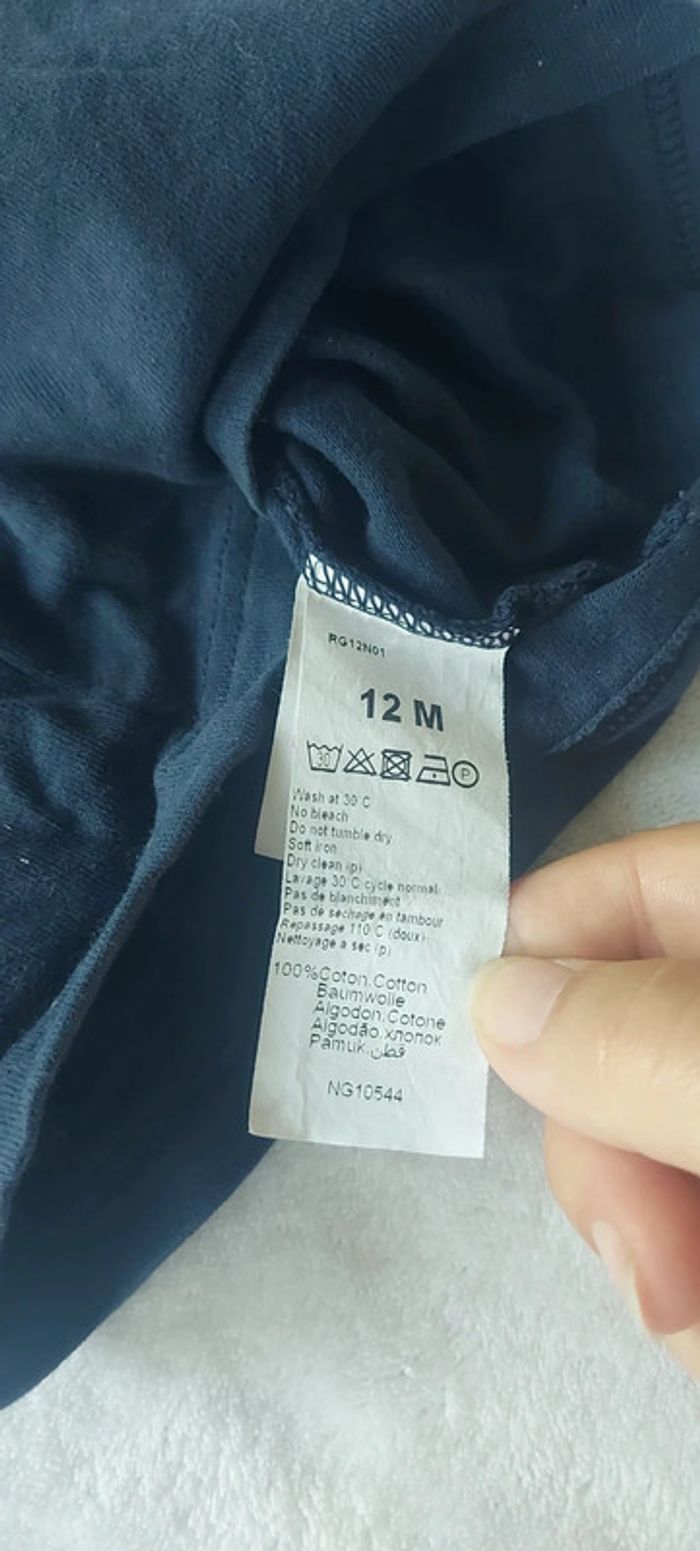 RG12N01
12 M
30 P
Wash at 30°C
No bleach
Do not tumble dry
Soft iron
Dry clean (p)
Lavage 30°C cycle normal
Pas de blanchiment
Pas de sechage en tambour
Repassage 110°C (doux)
Nettoyage a sec (p)
100%Coton.Cotton
Baumwolle
Algodon.Cotone
Algodão.хлопок
Pamuk.قطن
NG10544